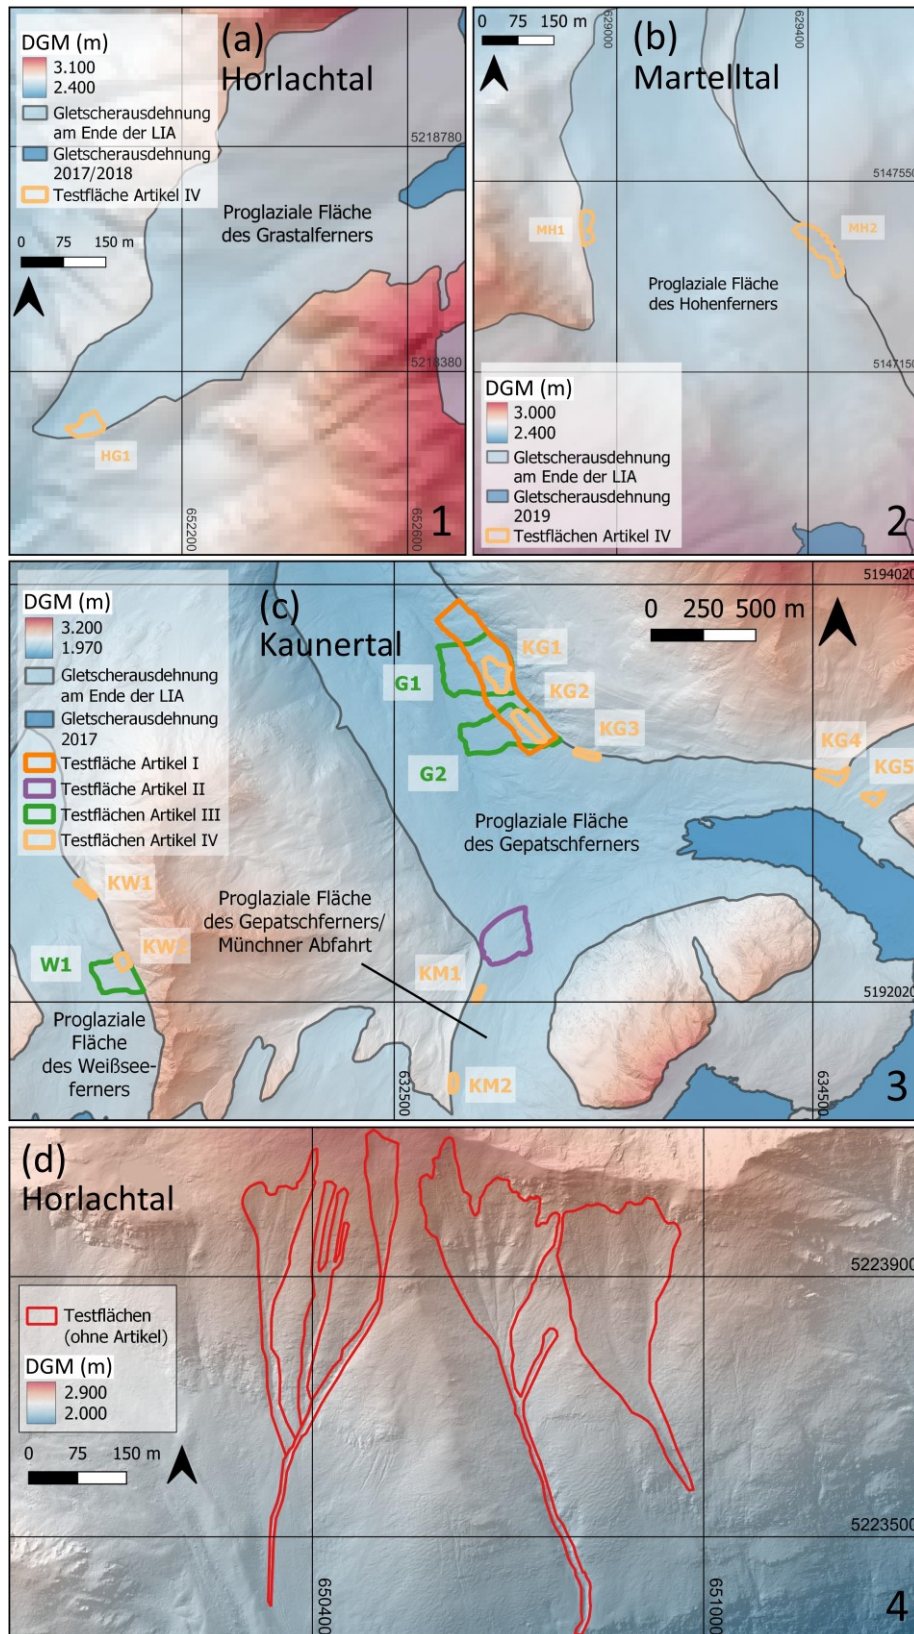 (a)
Horlachtal
DGM (m)
3.100
2.400
Gletscherausdehnung
am Ende der LIA
Gletscherausdehnung
2017/2018
Testfläche Artikel IV
0 75 150 m
Proglaziale Fläche
des Grastalferners
5218780
5218380
HG1
652200
652600
1
0 75 150 m
629000
629400
(b)
Martelltal
5147550
MH1
MH2
Proglaziale Fläche
des Hohenferners
5147150
DGM (m)
3.000
2.400
Gletscherausdehnung
am Ende der LIA
Gletscherausdehnung
2019
Testflächen Artikel IV
2
DGM (m)
3.200
1.970
Gletscherausdehnung
am Ende der LIA
Gletscherausdehnung
2017
Testfläche Artikel I
Testfläche Artikel II
Testflächen Artikel III
Testflächen Artikel IV
(c)
Kaunertal
0 250 500 m
5194020
KG1
G1
KG2
KG3
G2
KG4
KG5
Proglaziale Fläche
des Gepatschferners
Proglaziale Fläche
des Gepatschferners/
Münchner Abfahrt
KW1
KW2
W1
KM1
5192020
Proglaziale
Fläche
des Weißsee-
ferners
KM2
632500
634500
3
(d)
Horlachtal
5223900
Testflächen
(ohne Artikel)
DGM (m)
2.900
2.000
0 75 150 m
5223500
650400
651000
4